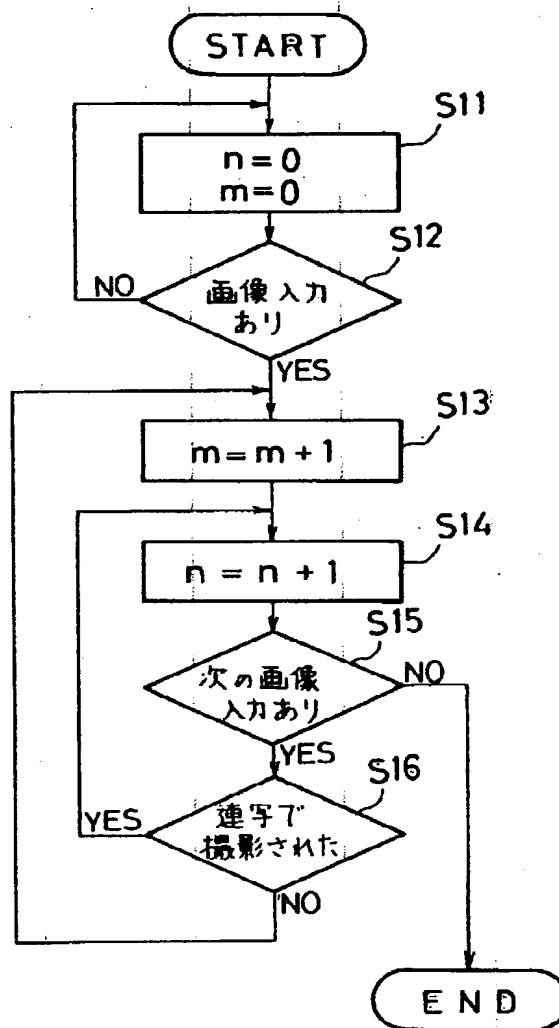 START
S11
n=0
m=0
S12
画像入力
あり
NO
YES
S13
m=m+1
S14
n=n+1
S15
次の画像
入力あり
NO
YES
S16
連写で
撮影された
YES
NO
END